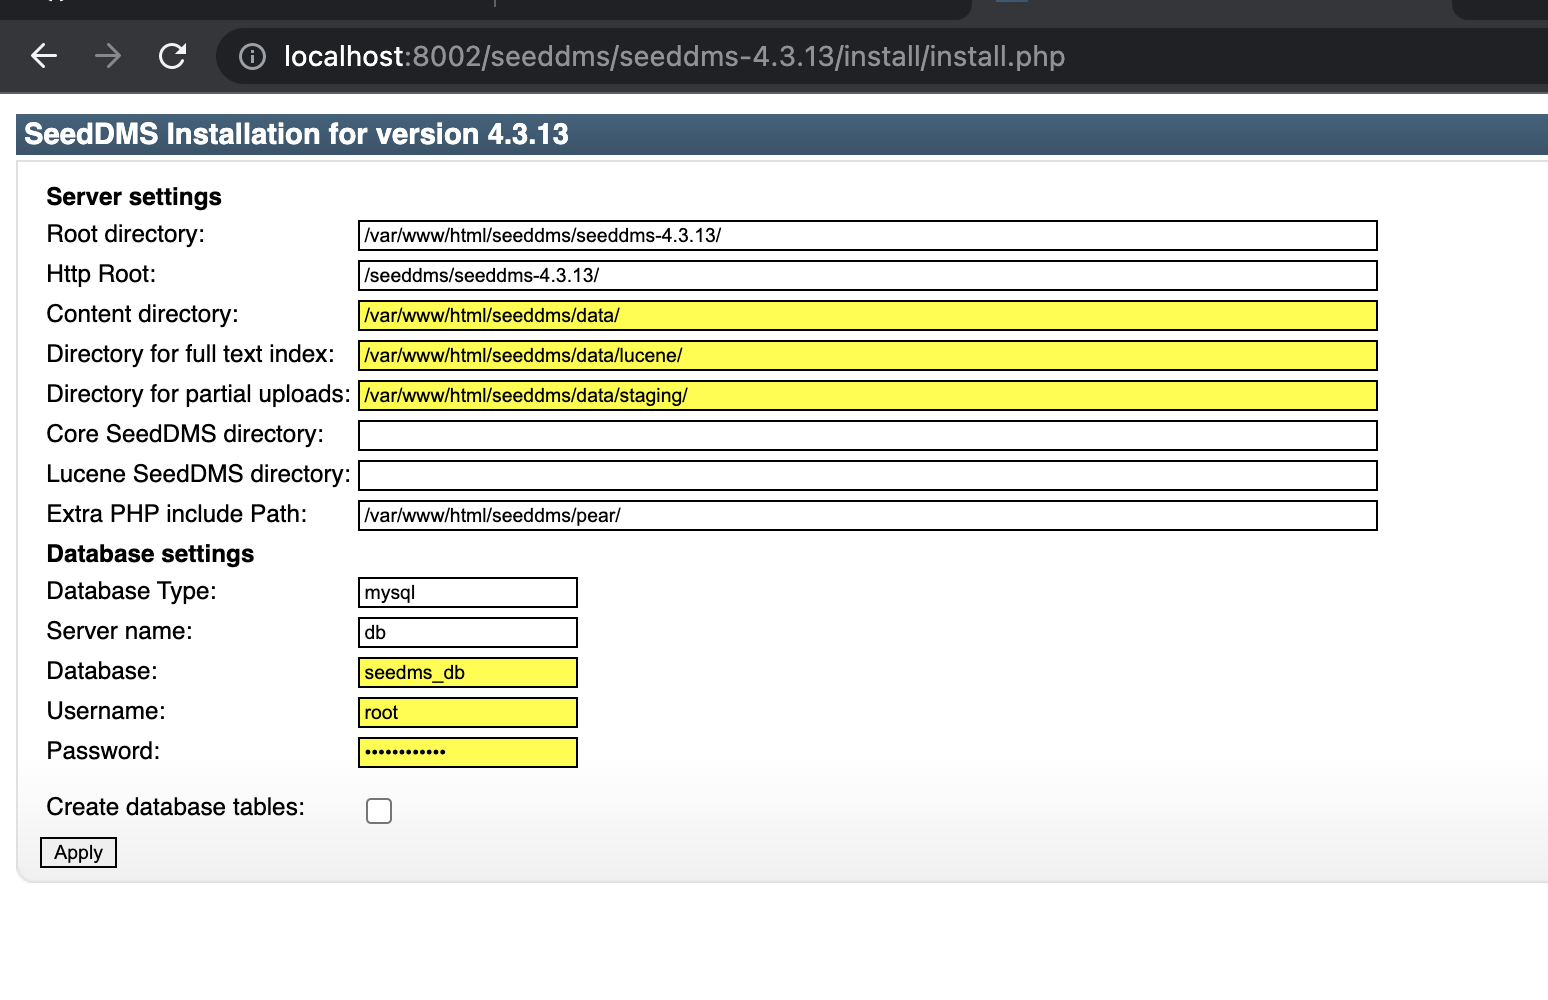 localhost:8002/seeddms/seeddms-4.3.13/install/install.php
SeedDMS Installation for version 4.3.13
Server settings
Root directory: /var/www/html/seeddms/seeddms-4.3.13/
Http Root: /seeddms/seeddms-4.3.13/
Content directory: /var/www/html/seeddms/data/
Directory for full text index: /var/www/html/seeddms/data/lucene/
Directory for partial uploads: /var/www/html/seeddms/data/staging/
Core SeedDMS directory:
Lucene SeedDMS directory:
Extra PHP include Path: /var/www/html/seeddms/pear/
Database settings
Database Type: mysql
Server name: db
Database: seedms_db
Username: root
Password: ••••••••••••
Create database tables:
Apply